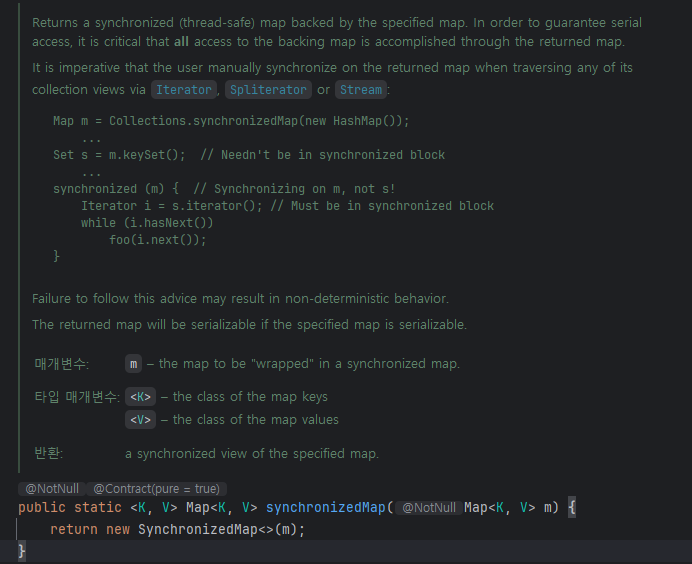 Returns a synchronized (thread-safe) map backed by the specified map. In order to guarantee serial
access, it is critical that all access to the backing map is accomplished through the returned map.
It is imperative that the user manually synchronize on the returned map when traversing any of its
collection views via Iterator, Spliterator or Stream:
Map m = Collections.synchronizedMap(new HashMap());
...
Set s = m.keySet();  // Needn't be in synchronized block
...
synchronized (m) {  // Synchronizing on m, not s!
Iterator i = s.iterator(); // Must be in synchronized block
while (i.hasNext())
foo(i.next());
}
Failure to follow this advice may result in non-deterministic behavior.
The returned map will be serializable if the specified map is serializable.
매개변수: m – the map to be "wrapped" in a synchronized map.
타입 매개변수: <K> – the class of the map keys
<V> – the class of the map values
반환: a synchronized view of the specified map.
@NotNull @Contract(pure = true)
public static <K, V> Map<K, V> synchronizedMap( @NotNull Map<K, V> m) {
return new SynchronizedMap<>(m);
}